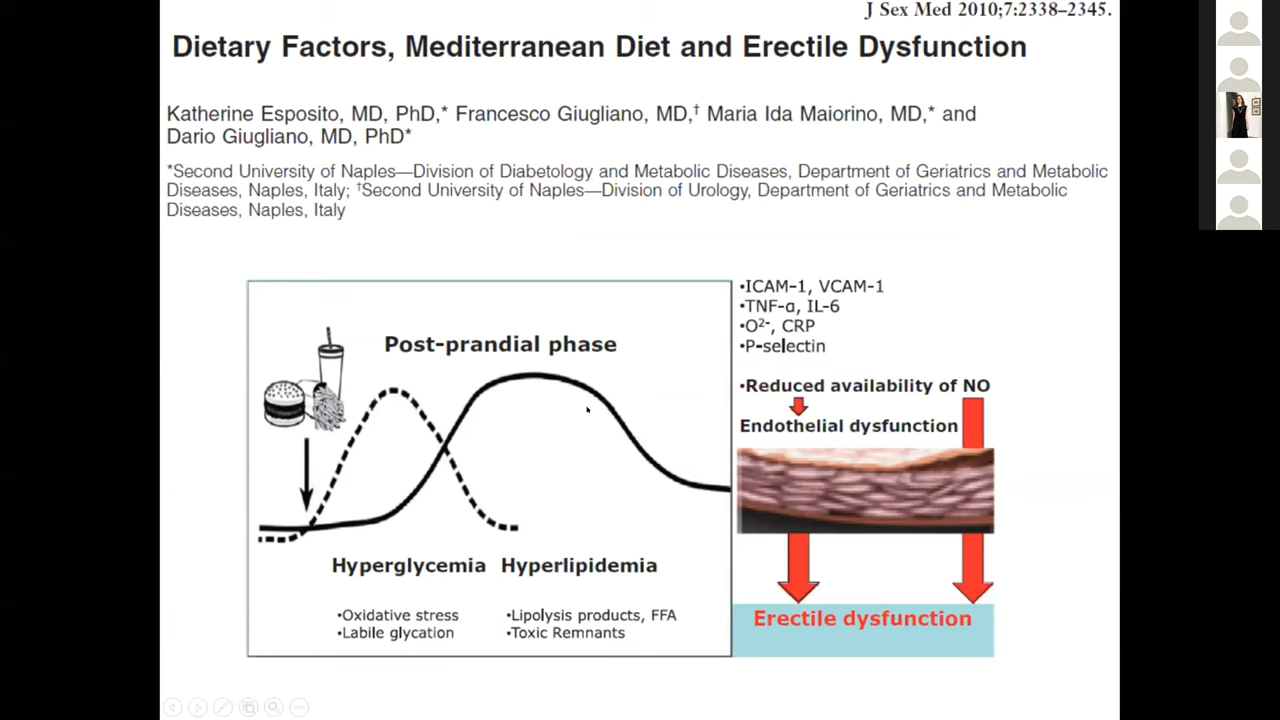 J Sex Med 2010;7:2338–2345.
Dietary Factors, Mediterranean Diet and Erectile Dysfunction
Katherine Esposito, MD, PhD,* Francesco Giugliano, MD,† Maria Ida Maiorino, MD,* and
Dario Giugliano, MD, PhD*
*Second University of Naples—Division of Diabetology and Metabolic Diseases, Department of Geriatrics and Metabolic
Diseases, Naples, Italy; †Second University of Naples—Division of Urology, Department of Geriatrics and Metabolic
Diseases, Naples, Italy
Post-prandial phase
Hyperglycemia
•Oxidative stress
•Labile glycation
Hyperlipidemia
•Lipolysis products, FFA
•Toxic Remnants
•ICAM-1, VCAM-1
•TNF-α, IL-6
•O²⁻, CRP
•P-selectin
•Reduced availability of NO
Endothelial dysfunction
Erectile dysfunction